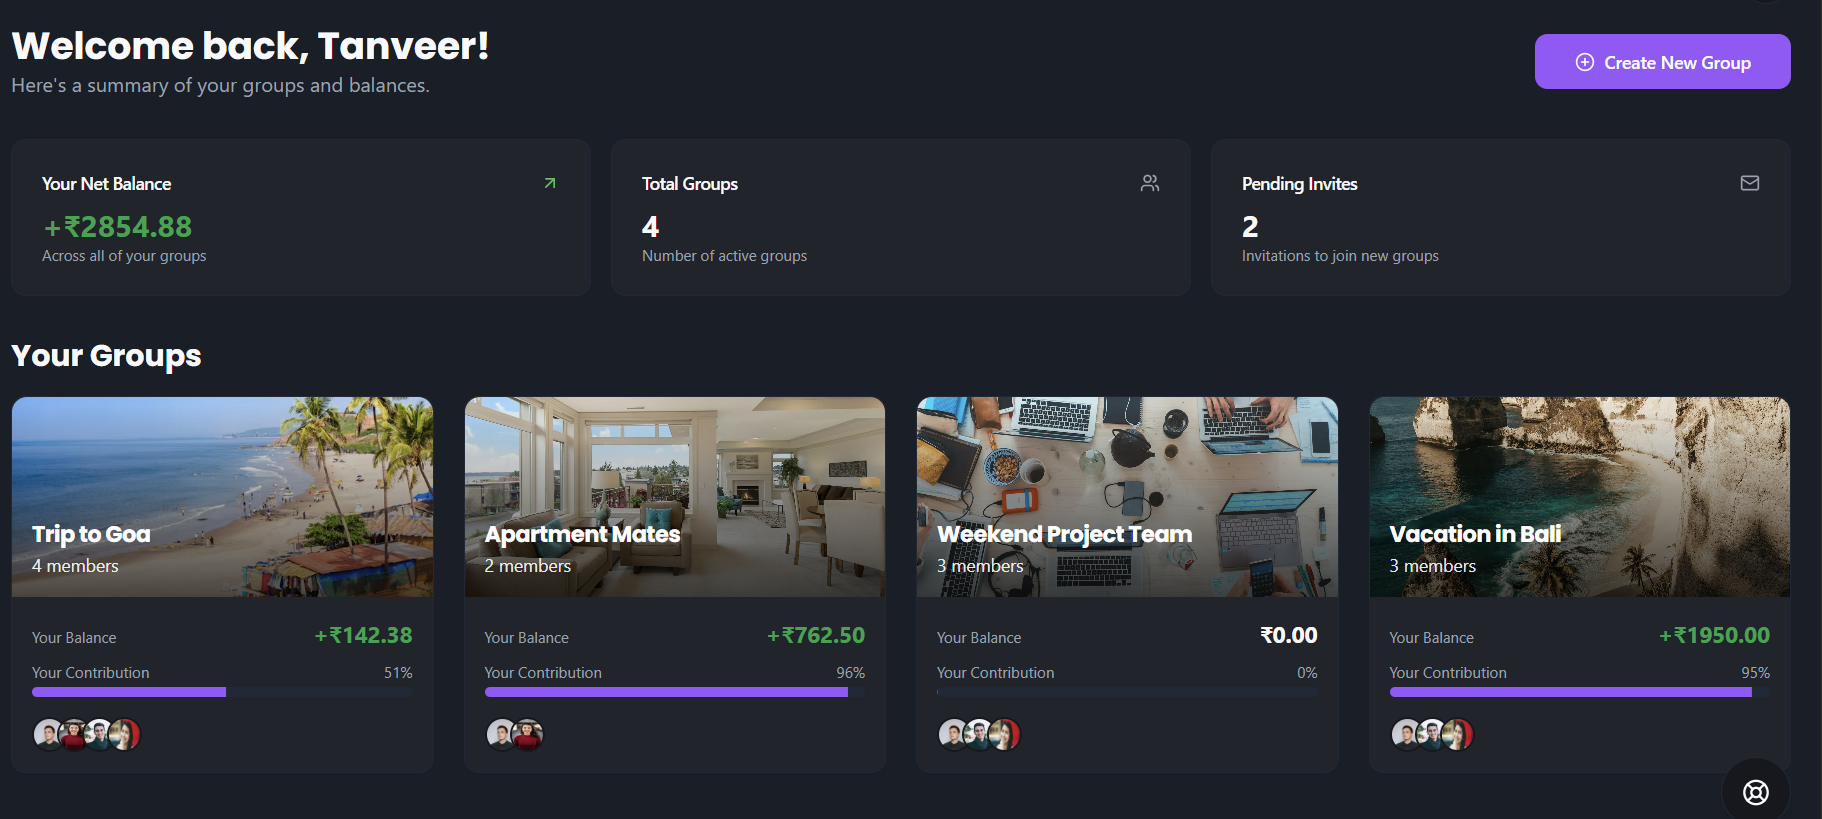 Welcome back, Tanveer!
Here's a summary of your groups and balances.
Create New Group
Your Net Balance
+₹2854.88
Across all of your groups
Total Groups
4
Number of active groups
Pending Invites
2
Invitations to join new groups
Your Groups
Trip to Goa
4 members
Your Balance +₹142.38
Your Contribution 51%
Apartment Mates
2 members
Your Balance +₹762.50
Your Contribution 96%
Weekend Project Team
3 members
Your Balance ₹0.00
Your Contribution 0%
Vacation in Bali
3 members
Your Balance +₹1950.00
Your Contribution 95%